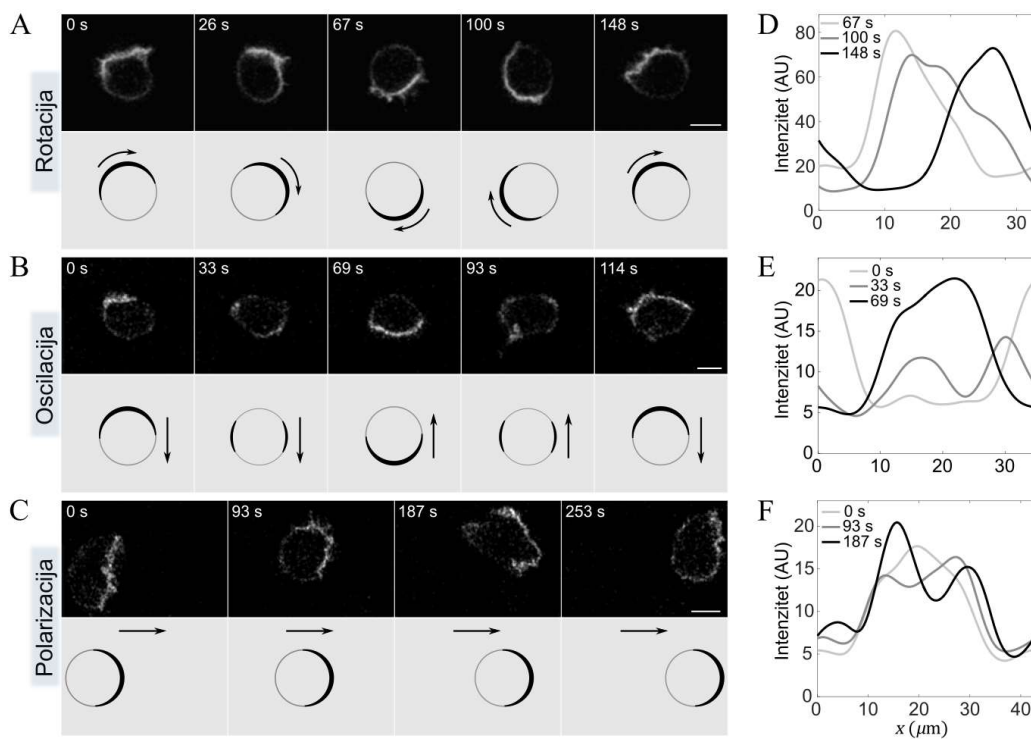 A
Rotacija
0 s
26 s
67 s
100 s
148 s
D
67 s
100 s
148 s
Intenzitet (AU)
80
60
40
20
0
0
10
20
30
B
Oscilacija
0 s
33 s
69 s
93 s
114 s
E
0 s
33 s
69 s
Intenzitet (AU)
20
15
10
5
0
0
10
20
30
C
Polarizacija
0 s
93 s
187 s
253 s
F
0 s
93 s
187 s
Intenzitet (AU)
20
15
10
5
0
0
10
20
30
40
x (μm)